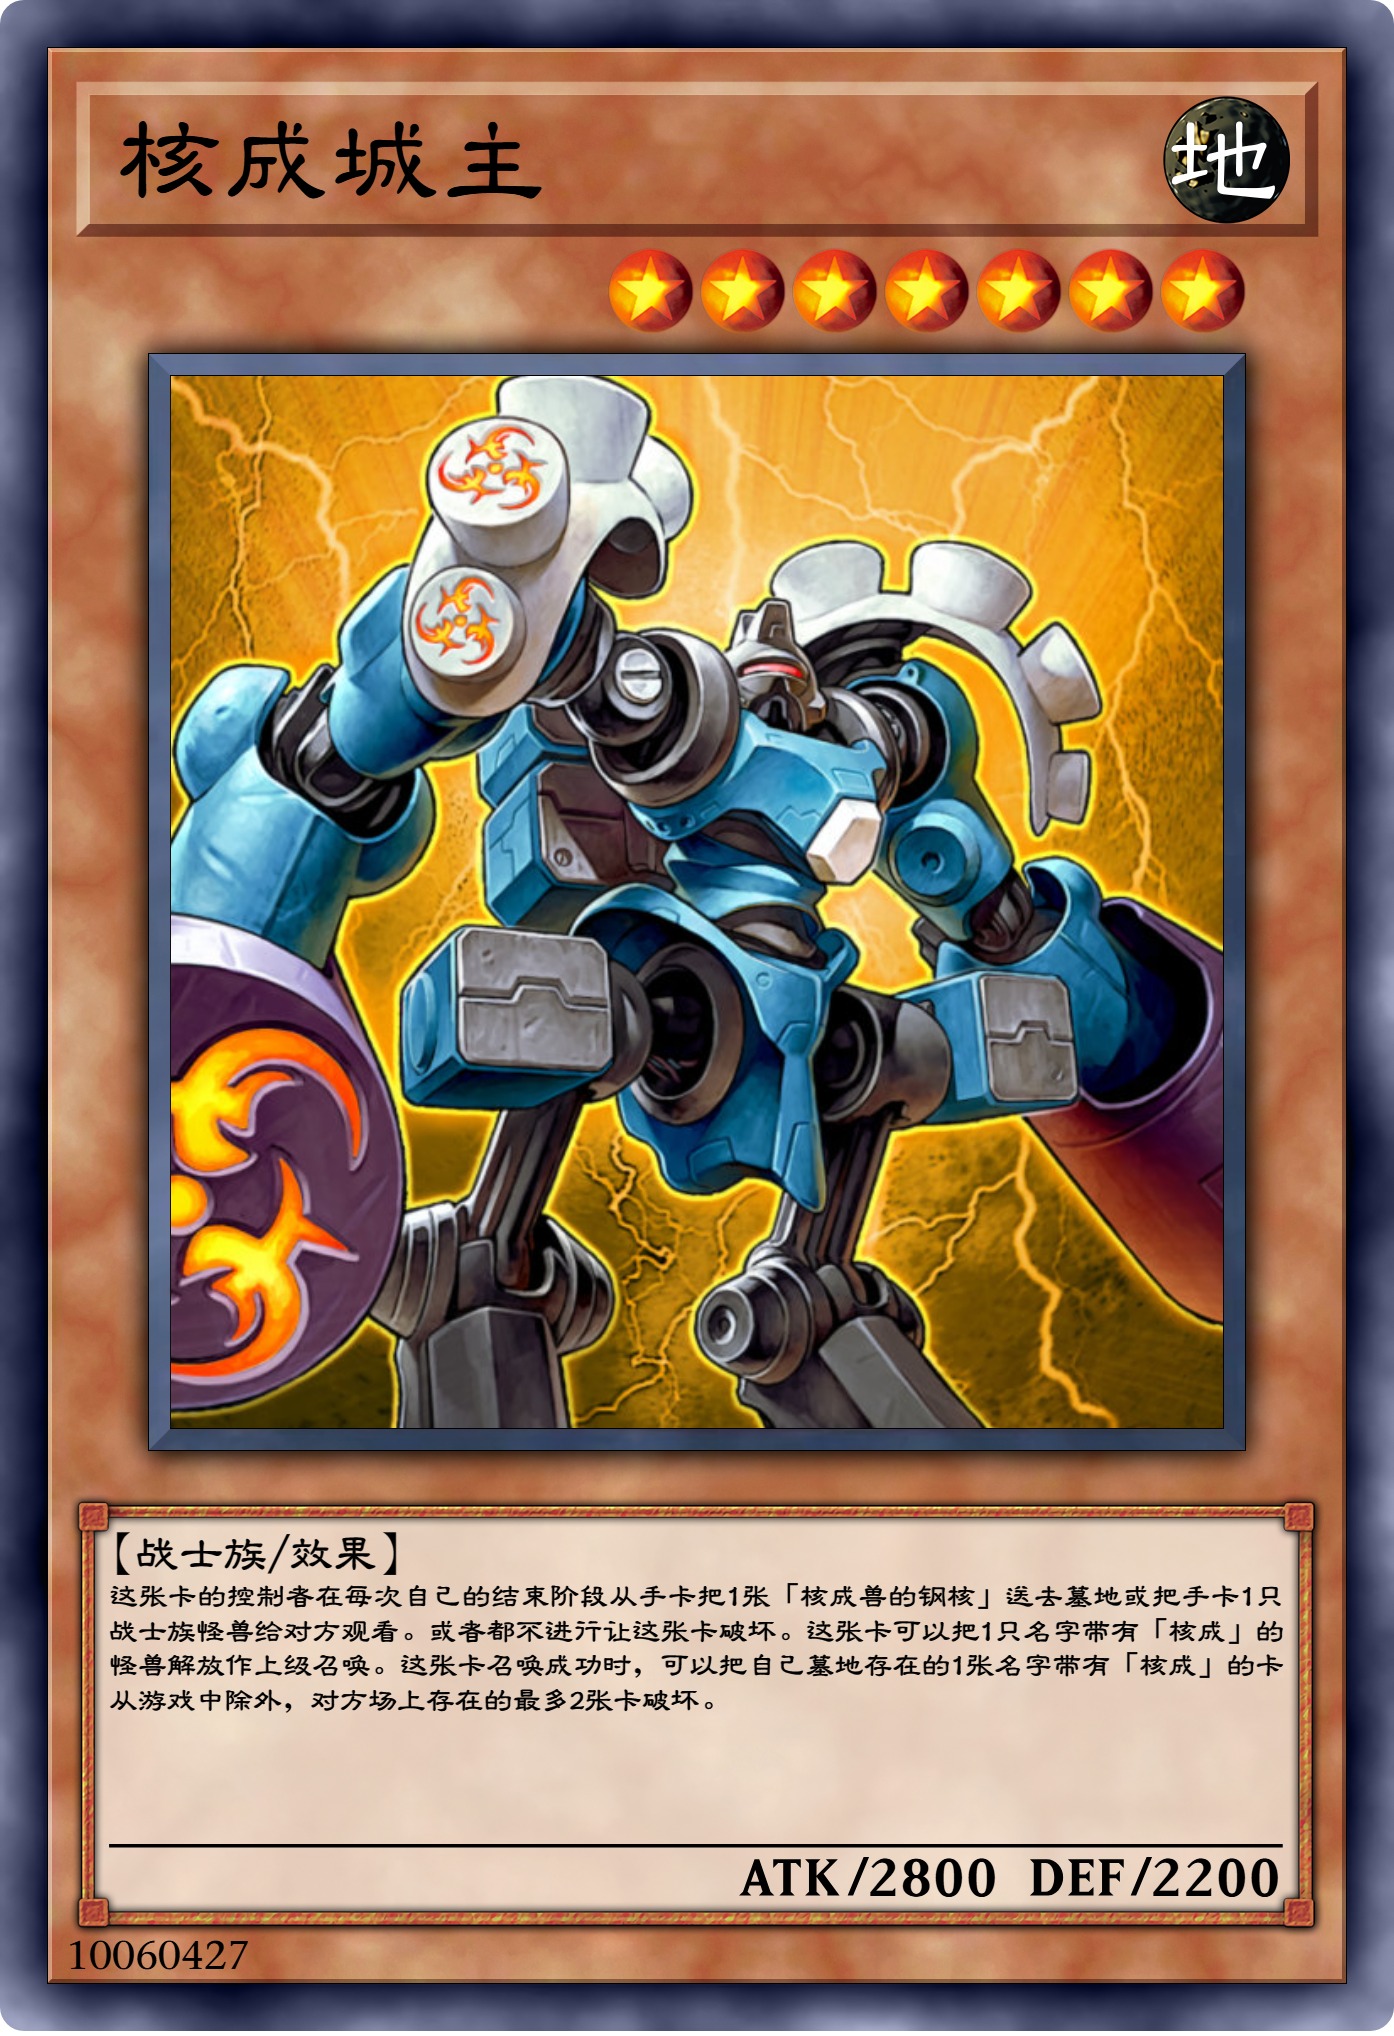 核成城主
地
【战士族/效果】
这张卡的控制者在每次自己的结束阶段从手卡把1张「核成兽的钢核」送去墓地或把手卡1只
战士族怪兽给对方观看。或者都不进行让这张卡破坏。这张卡可以把1只名字带有「核成」的
怪兽解放作上级召唤。这张卡召唤成功时，可以把自己墓地存在的1张名字带有「核成」的卡
从游戏中除外，对方场上存在的最多2张卡破坏。
ATK/2800 DEF/2200
10060427